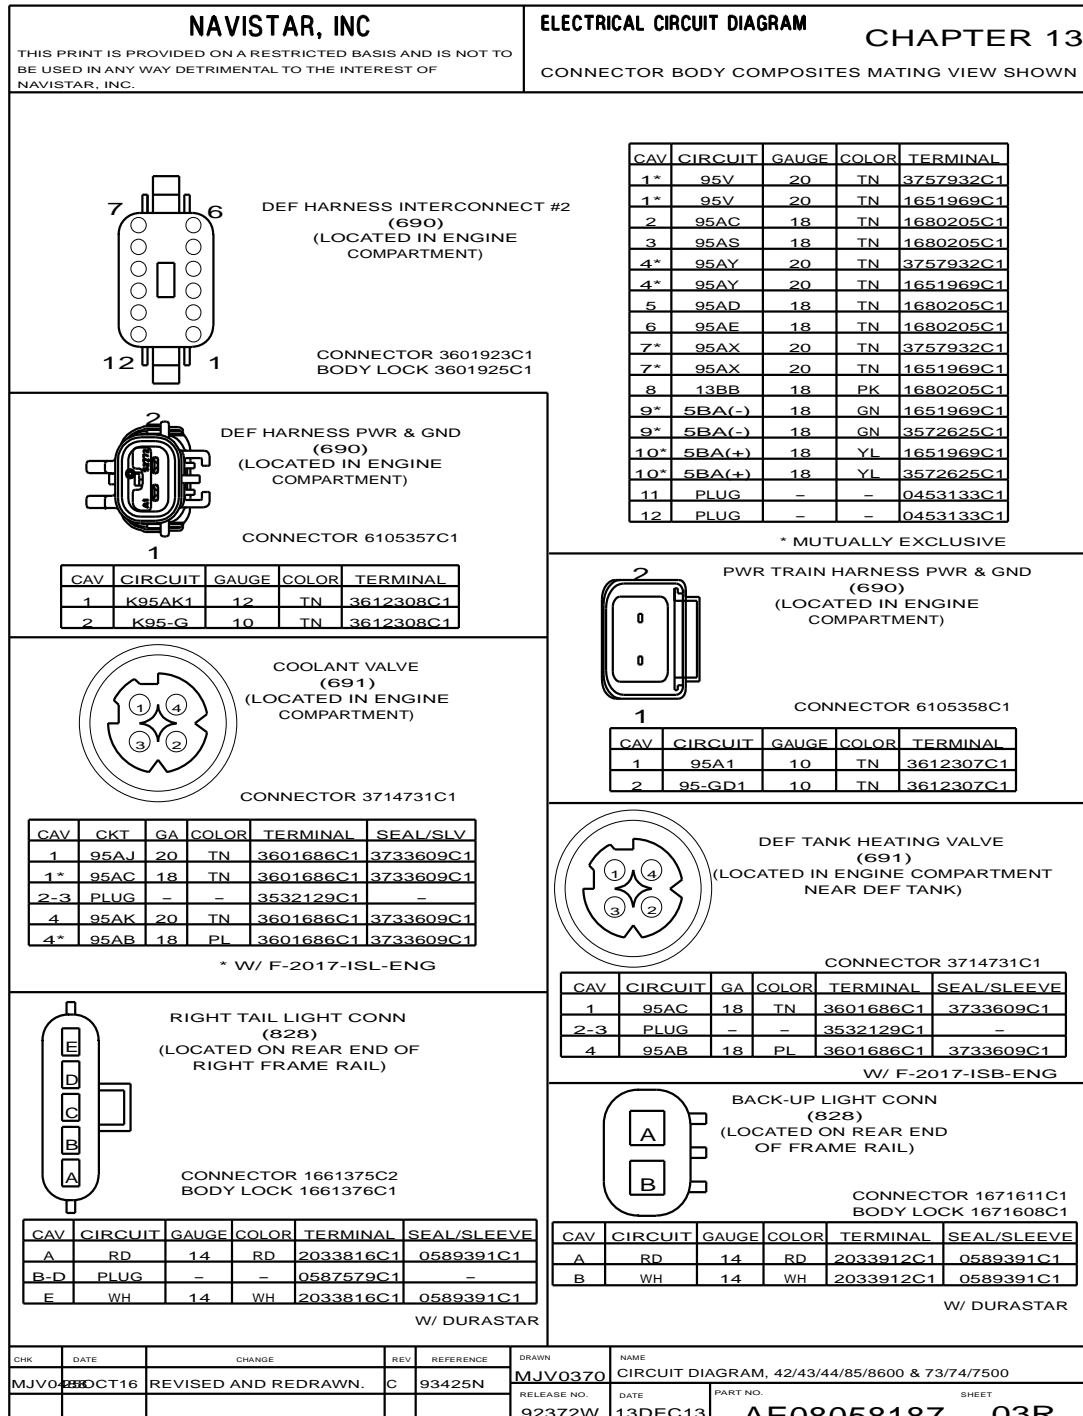 NAVISTAR, INC
THIS PRINT IS PROVIDED ON A RESTRICTED BASIS AND IS NOT TO
BE USED IN ANY WAY DETRIMENTAL TO THE INTEREST OF
NAVISTAR, INC.
ELECTRICAL CIRCUIT DIAGRAM
CHAPTER 13
CONNECTOR BODY COMPOSITES MATING VIEW SHOWN
7 6
12 1
DEF HARNESS INTERCONNECT #2
(690)
(LOCATED IN ENGINE
COMPARTMENT)
CONNECTOR 3601923C1
BODY LOCK 3601925C1
CAV CIRCUIT GAUGE COLOR TERMINAL
1* 95V 20 TN 3757932C1
1* 95V 20 TN 1651969C1
2 95AC 18 TN 1680205C1
3 95AS 18 TN 1680205C1
4* 95AY 20 TN 3757932C1
4* 95AY 20 TN 1651969C1
5 95AD 18 TN 1680205C1
6 95AE 18 TN 1680205C1
7* 95AX 20 TN 3757932C1
7* 95AX 20 TN 1651969C1
8 13BB 18 PK 1680205C1
9* 5BA(-) 18 GN 1651969C1
9* 5BA(-) 18 GN 3572625C1
10* 5BA(+) 18 YL 1651969C1
10* 5BA(+) 18 YL 3572625C1
11 PLUG – – 0453133C1
12 PLUG – – 0453133C1
* MUTUALLY EXCLUSIVE
2
1
DEF HARNESS PWR & GND
(690)
(LOCATED IN ENGINE
COMPARTMENT)
CONNECTOR 6105357C1
CAV CIRCUIT GAUGE COLOR TERMINAL
1 K95AK1 12 TN 3612308C1
2 K95-G 10 TN 3612308C1
2
1
PWR TRAIN HARNESS PWR & GND
(690)
(LOCATED IN ENGINE
COMPARTMENT)
CONNECTOR 6105358C1
CAV CIRCUIT GAUGE COLOR TERMINAL
1 95A1 10 TN 3612307C1
2 95-GD1 10 TN 3612307C1
1 4
3 2
COOLANT VALVE
(691)
(LOCATED IN ENGINE
COMPARTMENT)
CONNECTOR 3714731C1
CAV CKT GA COLOR TERMINAL SEAL/SLV
1 95AJ 20 TN 3601686C1 3733609C1
1* 95AC 18 TN 3601686C1 3733609C1
2-3 PLUG – – 3532129C1 –
4 95AK 20 TN 3601686C1 3733609C1
4* 95AB 18 PL 3601686C1 3733609C1
* W/ F-2017-ISL-ENG
1 4
3 2
DEF TANK HEATING VALVE
(691)
(LOCATED IN ENGINE COMPARTMENT
NEAR DEF TANK)
CONNECTOR 3714731C1
CAV CIRCUIT GA COLOR TERMINAL SEAL/SLEEVE
1 95AC 18 TN 3601686C1 3733609C1
2-3 PLUG – – 3532129C1 –
4 95AB 18 PL 3601686C1 3733609C1
W/ F-2017-ISB-ENG
E
D
C
B
A
RIGHT TAIL LIGHT CONN
(828)
(LOCATED ON REAR END OF
RIGHT FRAME RAIL)
CONNECTOR 1661375C2
BODY LOCK 1661376C1
CAV CIRCUIT GAUGE COLOR TERMINAL SEAL/SLEEVE
A RD 14 RD 2033816C1 0589391C1
B-D PLUG – – 0587579C1 –
E WH 14 WH 2033816C1 0589391C1
W/ DURASTAR
A
B
BACK-UP LIGHT CONN
(828)
(LOCATED ON REAR END
OF FRAME RAIL)
CONNECTOR 1671611C1
BODY LOCK 1671608C1
CAV CIRCUIT GAUGE COLOR TERMINAL SEAL/SLEEVE
A RD 14 RD 2033912C1 0589391C1
B WH 14 WH 2033912C1 0589391C1
W/ DURASTAR
CHK DATE CHANGE REV REFERENCE
OCT16 REVISED AND REDRAWN. C 93425N
DRAWN
MJV0370
NAME
CIRCUIT DIAGRAM, 42/43/44/85/8600 & 73/74/7500
RELEASE NO. DATE PART NO. SHEET
92372W 13DEC13 AE08058187 03R